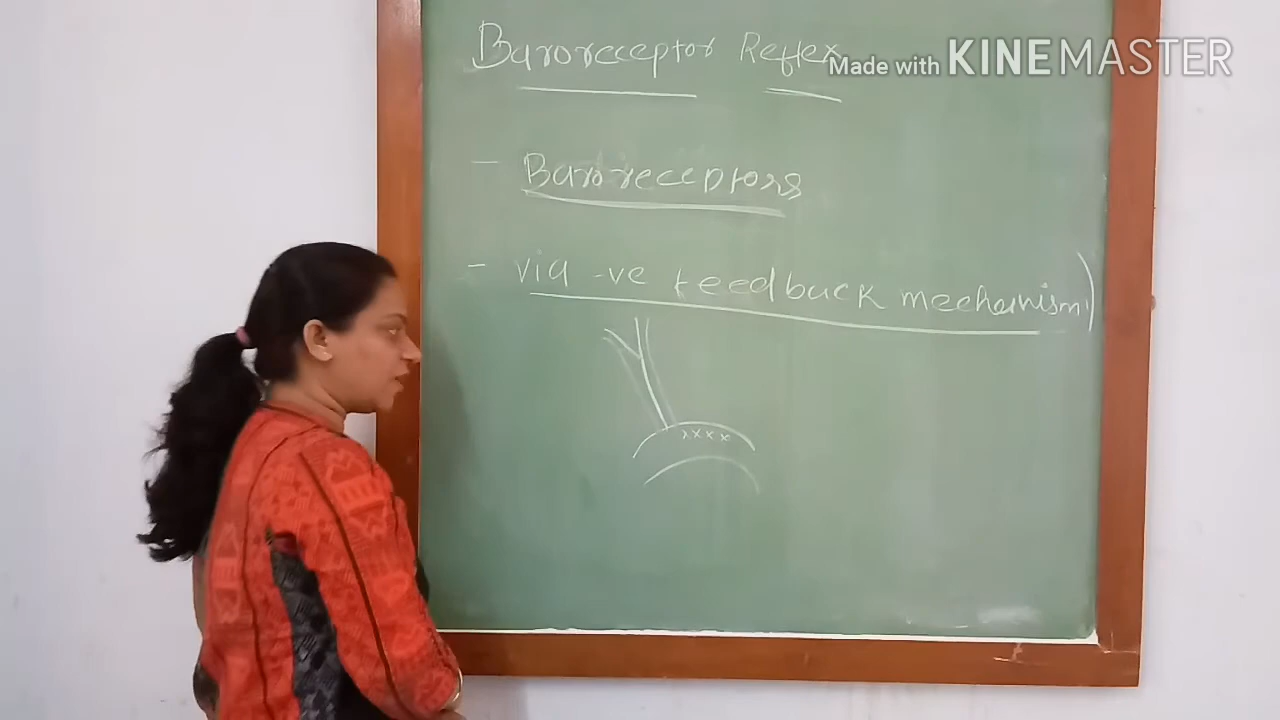 Baroreceptor Reflex
Made with KINEMASTER
- Baroreceptors
- via -ve feedback mechanism)
xxxx